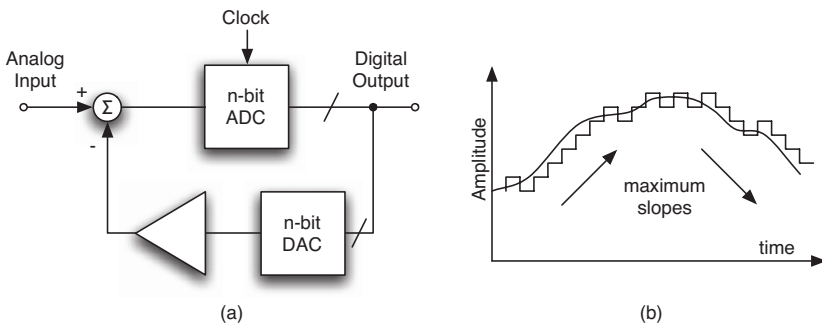 Clock
Analog
Input
Digital
Output
+
Σ
-
n-bit
ADC
n-bit
DAC
(a)
Amplitude
maximum
slopes
time
(b)